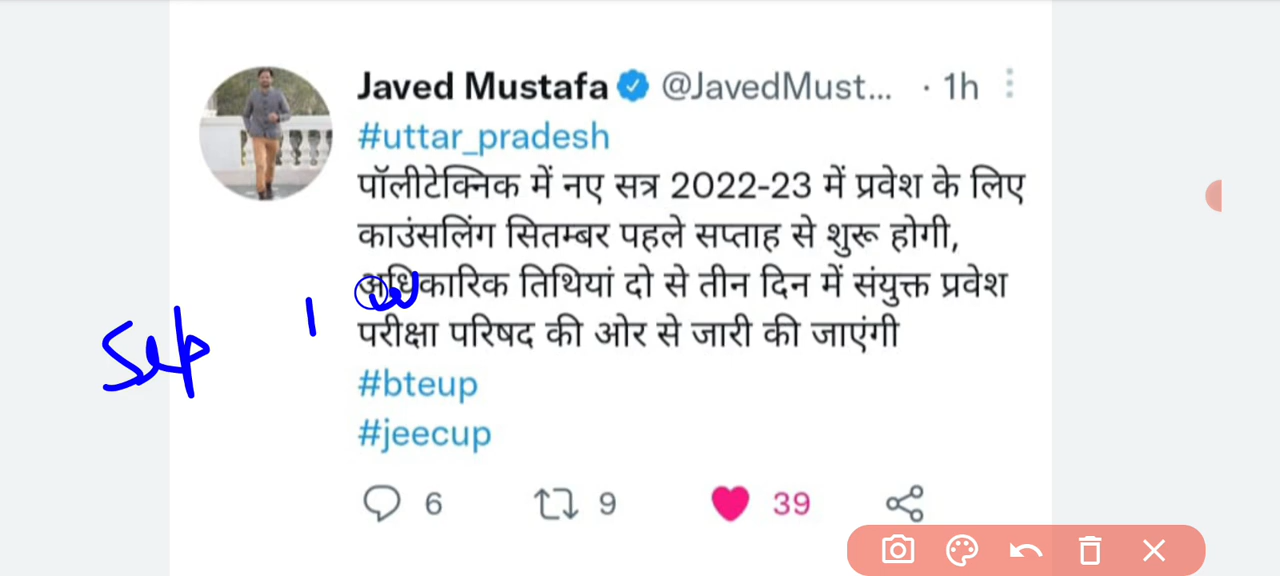 Javed Mustafa @JavedMust... · 1h
#uttar_pradesh
पॉलीटेक्निक में नए सत्र 2022-23 में प्रवेश के लिए
काउंसलिंग सितम्बर पहले सप्ताह से शुरू होगी,
अधिकारिक तिथियां दो से तीन दिन में संयुक्त प्रवेश
परीक्षा परिषद की ओर से जारी की जाएंगी
Sep 1
#bteup
#jeecup
6 9 39